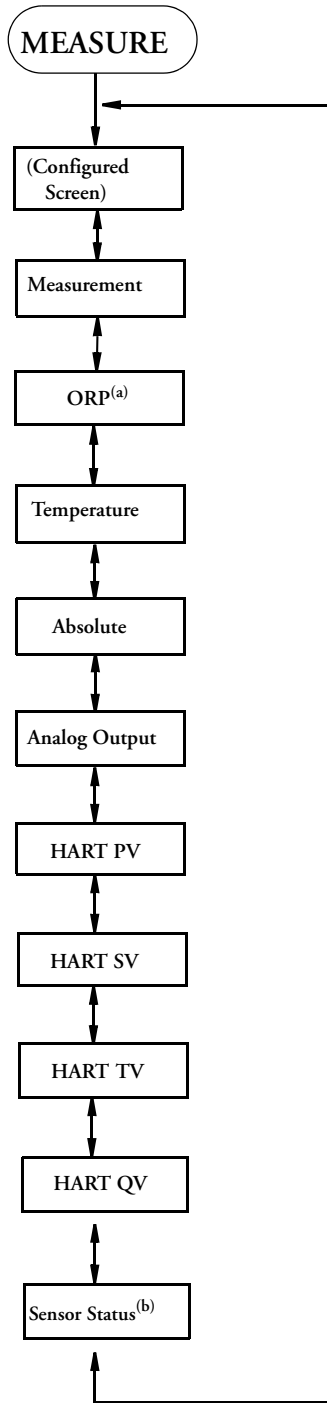 MEASURE
(Configured
Screen)
Measurement
ORP(a)
Temperature
Absolute
Analog Output
HART PV
HART SV
HART TV
HART QV
Sensor Status(b)